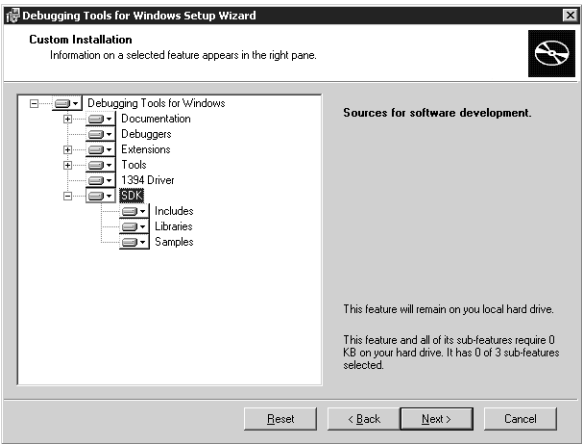 Debugging Tools for Windows Setup Wizard
Custom Installation
Information on a selected feature appears in the right pane.
Debugging Tools for Windows
Documentation
Debuggers
Extensions
Tools
1394 Driver
SDK
Includes
Libraries
Samples
Sources for software development.
This feature will remain on you local hard drive.
This feature and all of its sub-features require 0
KB on your hard drive. It has 0 of 3 sub-features
selected.
Reset
< Back
Next >
Cancel